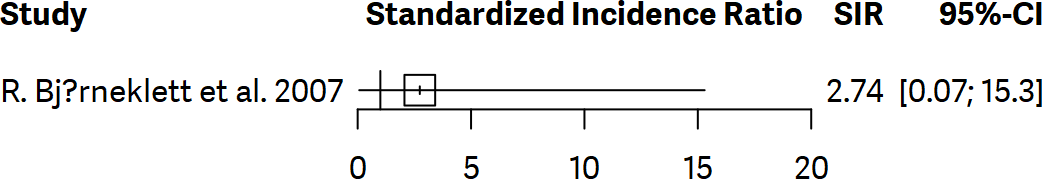 Study Standardized Incidence Ratio SIR 95%-CI
R. Bj?rneklett et al. 2007 2.74 [0.07; 15.3]
0 5 10 15 20